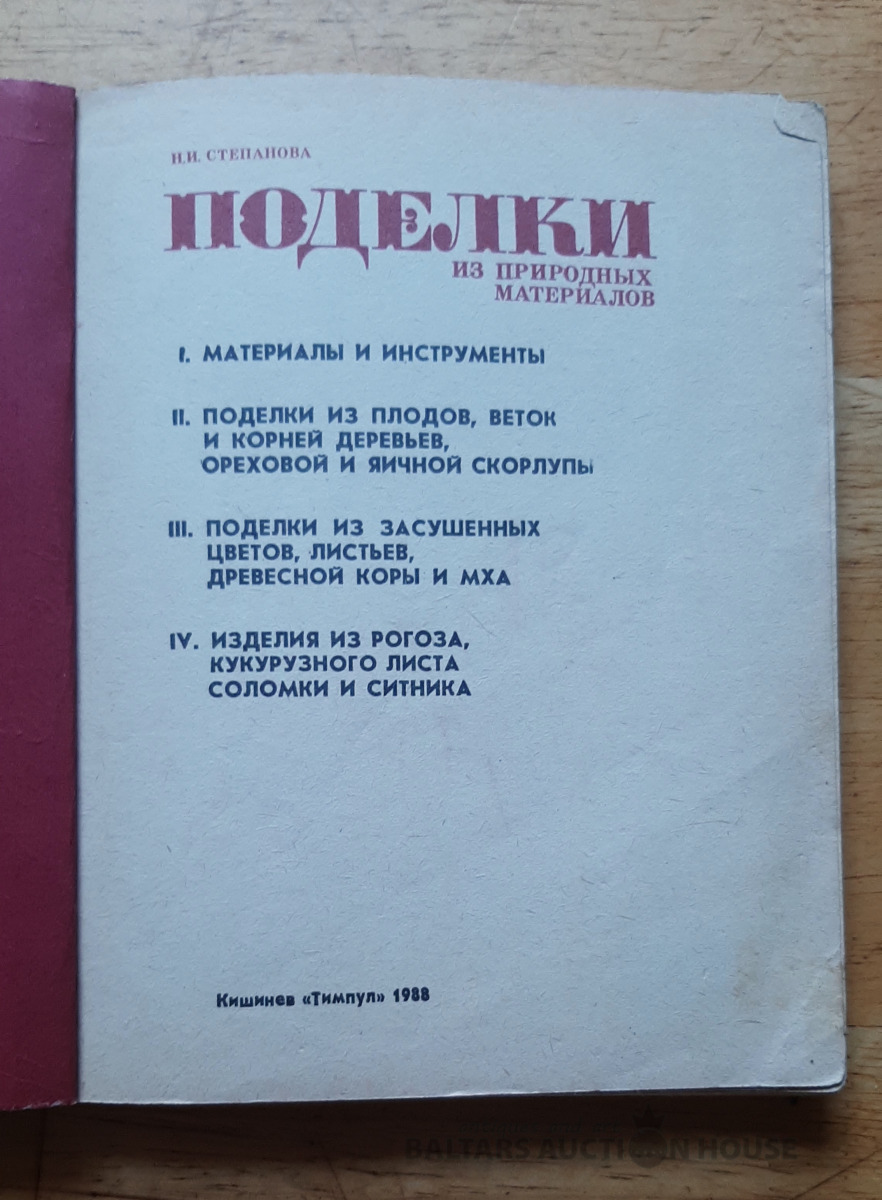 Н.И. СТЕПАНОВА
ПОДЕЛКИ
ИЗ ПРИРОДНЫХ
МАТЕРИАЛОВ
I. МАТЕРИАЛЫ И ИНСТРУМЕНТЫ
II. ПОДЕЛКИ ИЗ ПЛОДОВ, ВЕТОК
И КОРНЕЙ ДЕРЕВЬЕВ,
ОРЕХОВОЙ И ЯИЧНОЙ СКОРЛУПЫ
III. ПОДЕЛКИ ИЗ ЗАСУШЕННЫХ
ЦВЕТОВ, ЛИСТЬЕВ,
ДРЕВЕСНОЙ КОРЫ И МХА
IV. ИЗДЕЛИЯ ИЗ РОГОЗА,
КУКУРУЗНОГО ЛИСТА
СОЛОМКИ И СИТНИКА
Кишинев «Тимпул» 1988
BALTARS AUCTION HOUSE